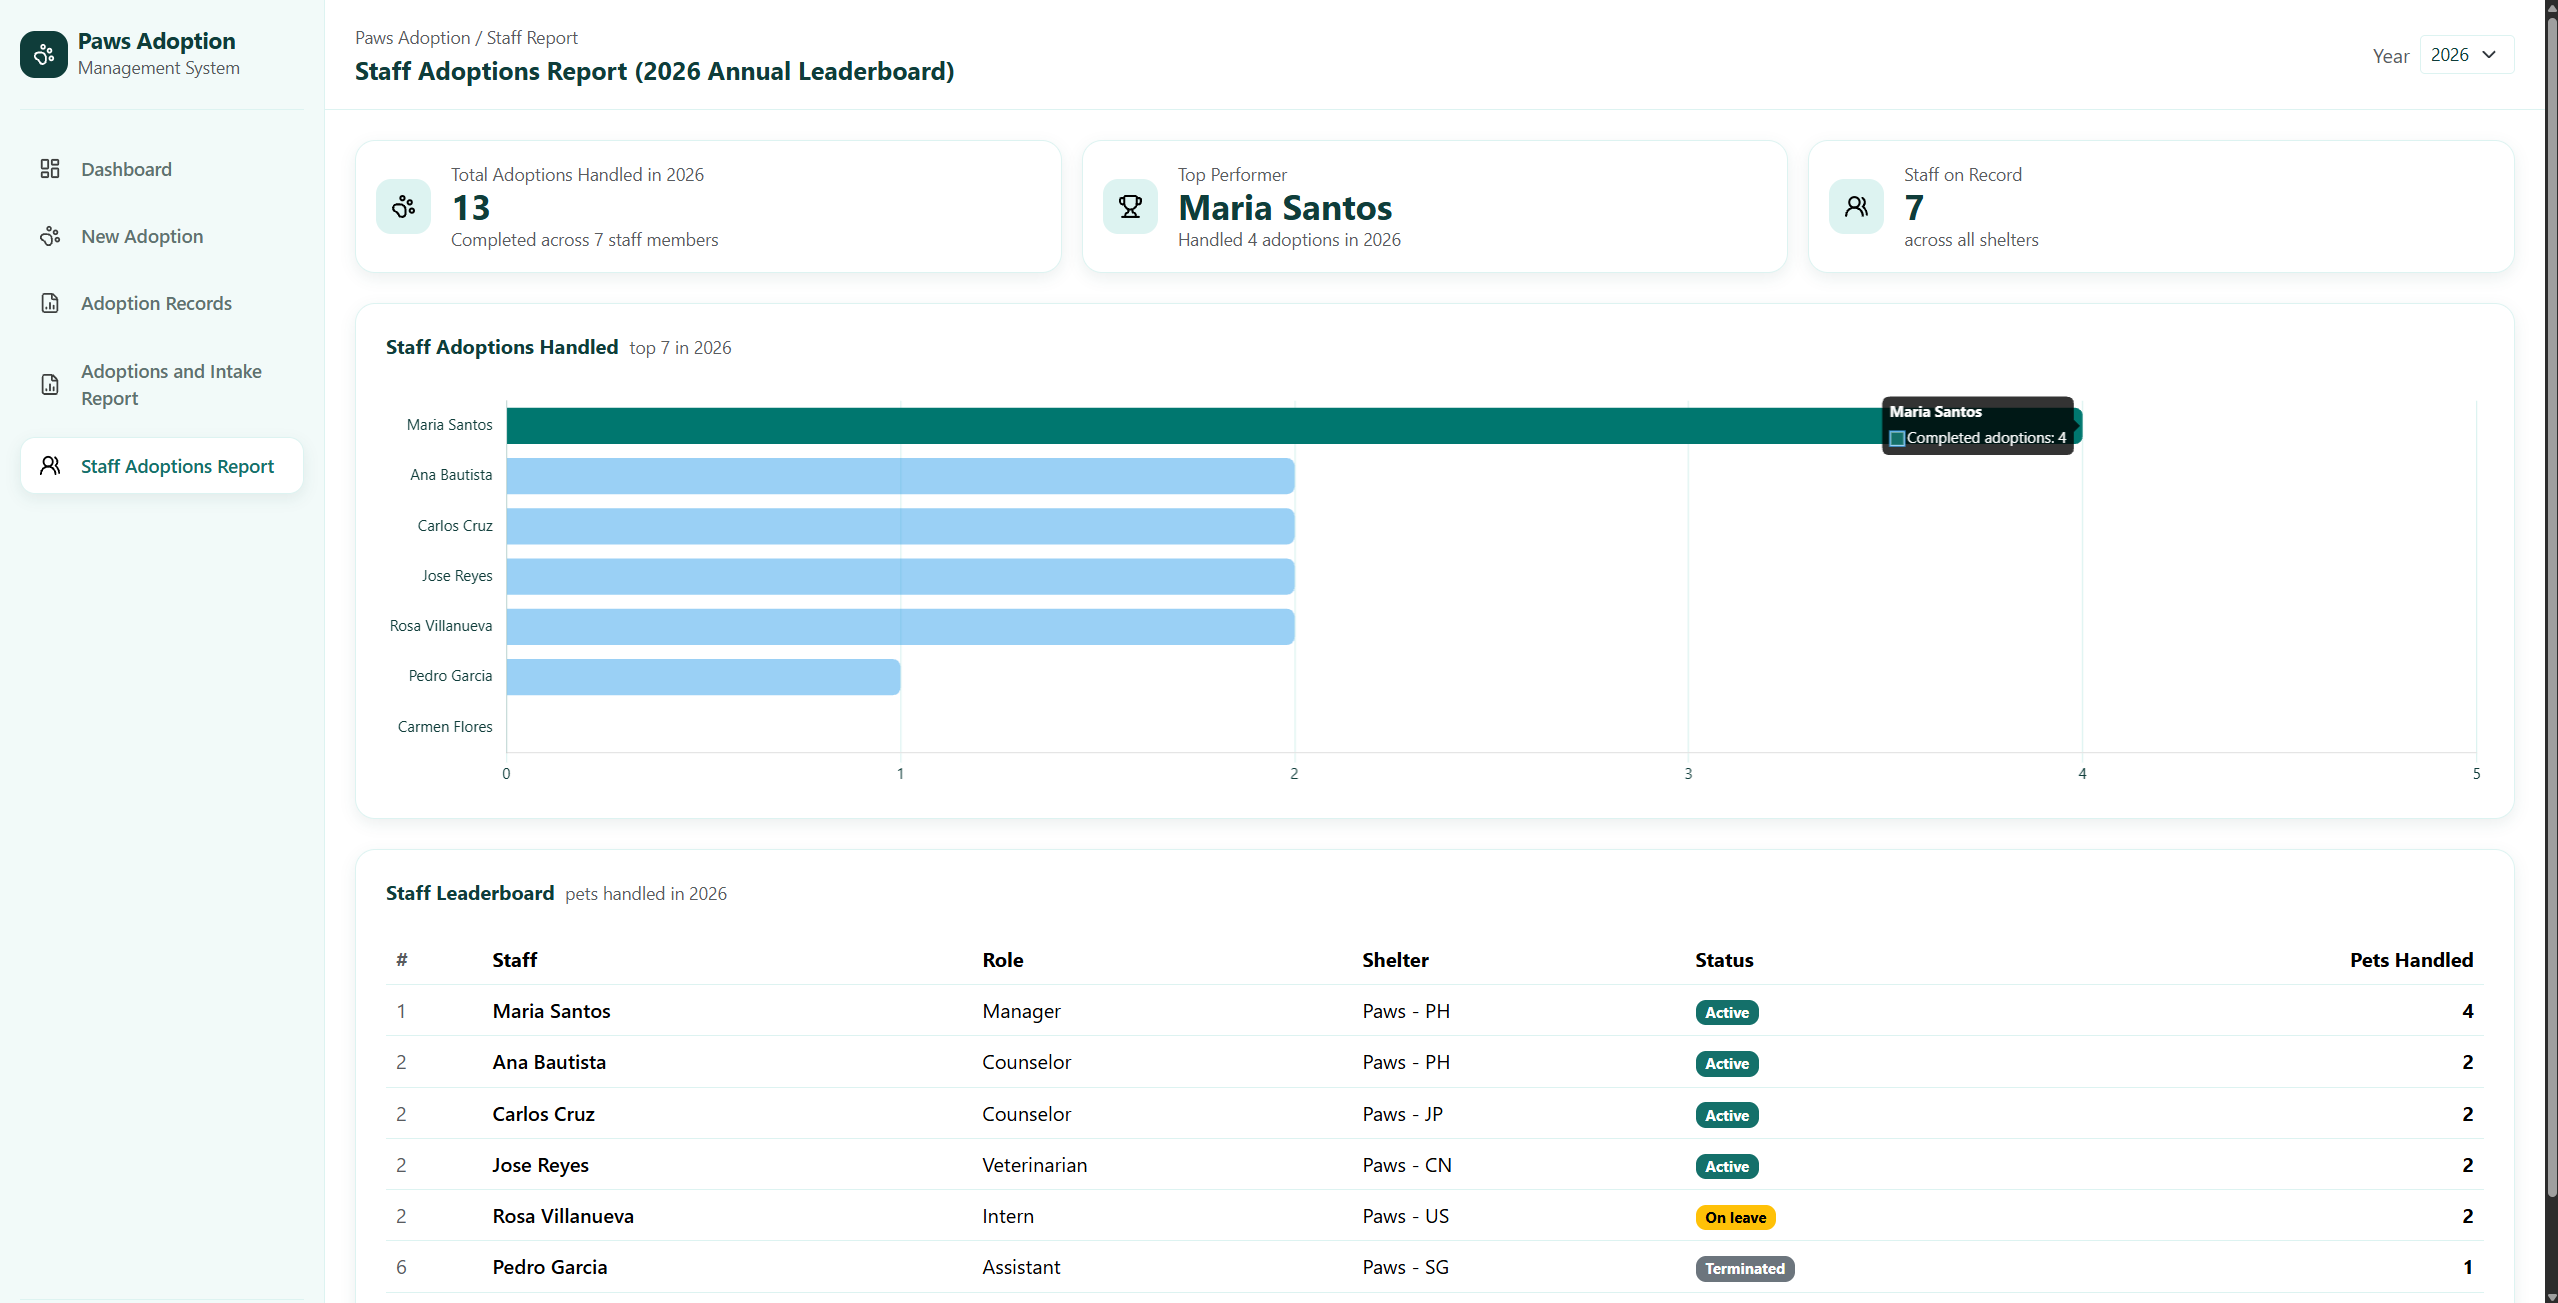 Paws Adoption
Management System
Dashboard
New Adoption
Adoption Records
Adoptions and Intake
Report
Staff Adoptions Report
Paws Adoption / Staff Report
Staff Adoptions Report (2026 Annual Leaderboard)
Year 2026
Total Adoptions Handled in 2026
13
Completed across 7 staff members
Top Performer
Maria Santos
Handled 4 adoptions in 2026
Staff on Record
7
across all shelters
Staff Adoptions Handled top 7 in 2026
Maria Santos
Ana Bautista
Carlos Cruz
Jose Reyes
Rosa Villanueva
Pedro Garcia
Carmen Flores
Maria Santos
Completed adoptions: 4
0 1 2 3 4 5
Staff Leaderboard pets handled in 2026
# Staff Role Shelter Status Pets Handled
1 Maria Santos Manager Paws - PH Active 4
2 Ana Bautista Counselor Paws - PH Active 2
2 Carlos Cruz Counselor Paws - JP Active 2
2 Jose Reyes Veterinarian Paws - CN Active 2
2 Rosa Villanueva Intern Paws - US On leave 2
6 Pedro Garcia Assistant Paws - SG Terminated 1